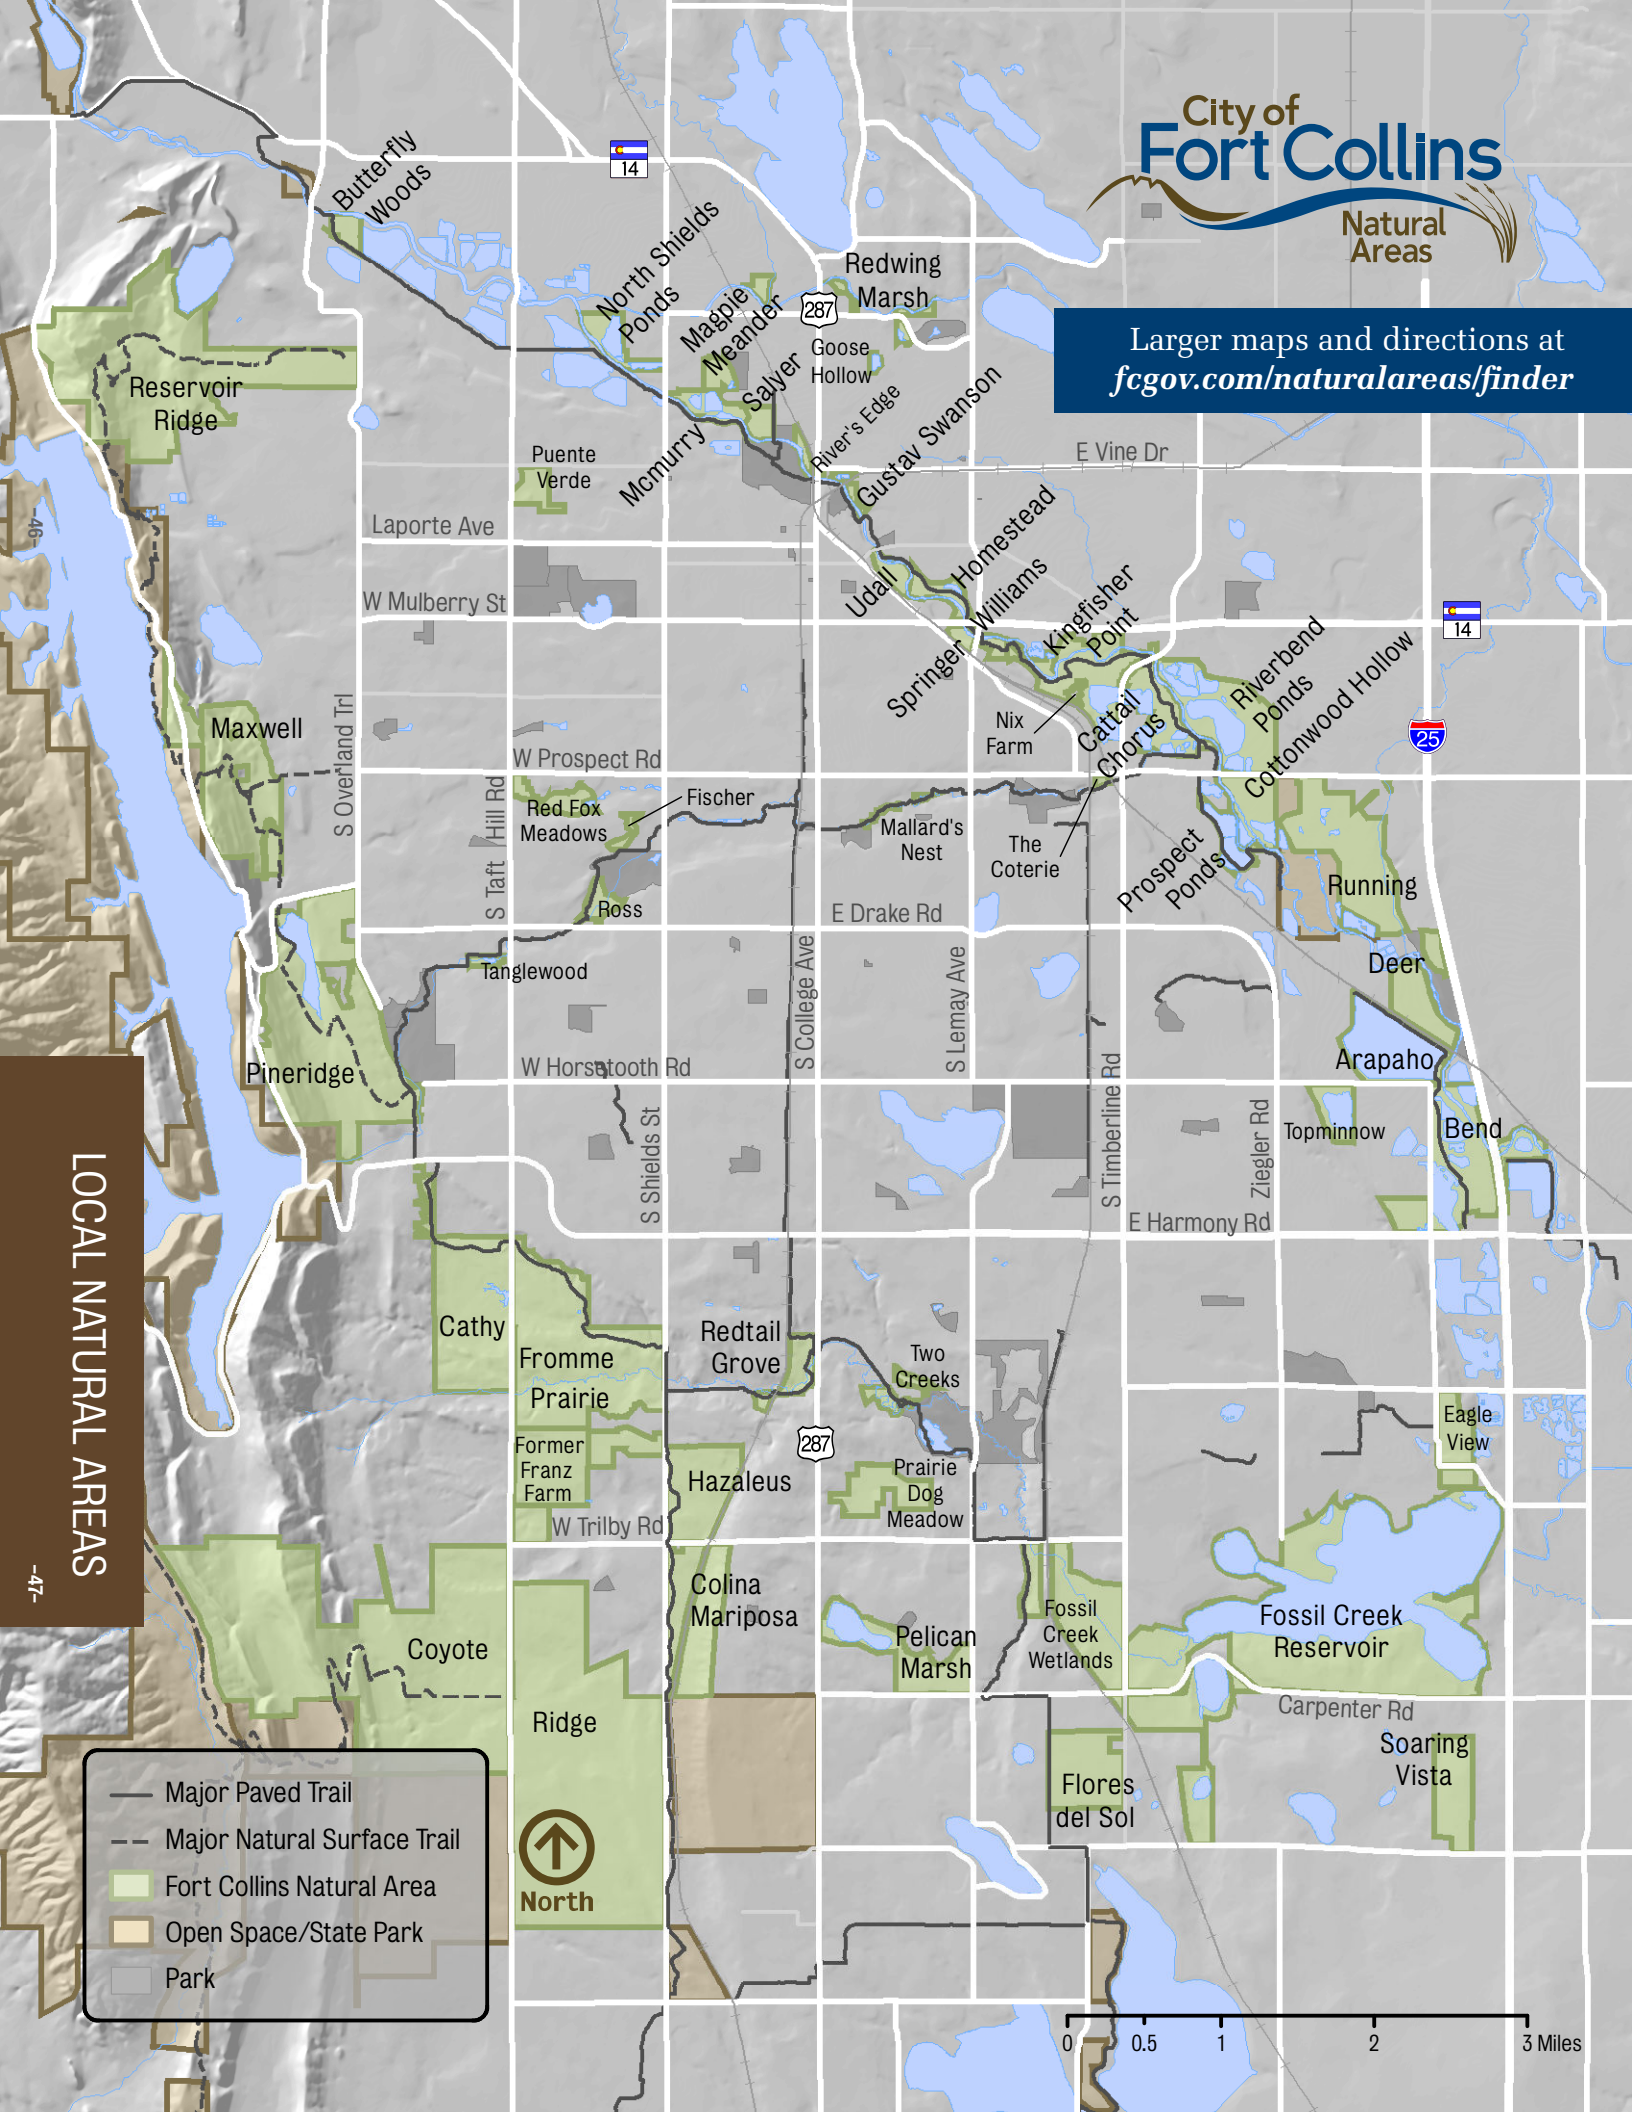 City of
Fort Collins
Natural
Areas
Larger maps and directions at
fcgov.com/naturalareas/finder
14
Butterfly
Woods
North Shields
Ponds
Magpie
Meander
Redwing
Marsh
287
Goose
Hollow
Salyer
River's Edge
Gustav Swanson
Mcmurry
Reservoir
Ridge
Puente
Verde
E Vine Dr
Laporte Ave
-46-
W Mulberry St
Udall
Homestead
Springer
Williams
Kingfisher
Point
Riverbend
Ponds
Cottonwood Hollow
14
25
Maxwell
S Overland Trl
Nix
Farm
Cattail
Chorus
W Prospect Rd
Red Fox
Meadows
Fischer
S Taft Hill Rd
Mallard's
Nest
The
Coterie
Prospect
Ponds
Running
Deer
Ross
E Drake Rd
Tanglewood
S College Ave
S Lemay Ave
Pineridge
W Horsetooth Rd
S Shields St
S Timberline Rd
Ziegler Rd
Arapaho
Bend
Topminnow
E Harmony Rd
Cathy
Fromme
Prairie
Redtail
Grove
Two
Creeks
287
Former
Franz
Farm
Hazaleus
Prairie
Dog
Meadow
Eagle
View
W Trilby Rd
Colina
Mariposa
Pelican
Marsh
Fossil
Creek
Wetlands
Fossil Creek
Reservoir
Coyote
Ridge
Carpenter Rd
Soaring
Vista
Flores
del Sol
LOCAL NATURAL AREAS
-47-
Major Paved Trail
Major Natural Surface Trail
Fort Collins Natural Area
Open Space/State Park
Park
North
0 0.5 1 2 3 Miles